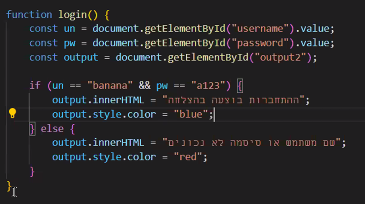 function login() {
const un = document.getElementById("username").value;
const pw = document.getElementById("password").value;
const output = document.getElementById("output2");
if (un == "banana" && pw == "a123") {
output.innerHTML = "ההתחברות בוצעה בהצלחה";
output.style.color = "blue";
} else {
output.innerHTML = "שם משתמש או סיסמה לא נכונים";
output.style.color = "red";
}
}